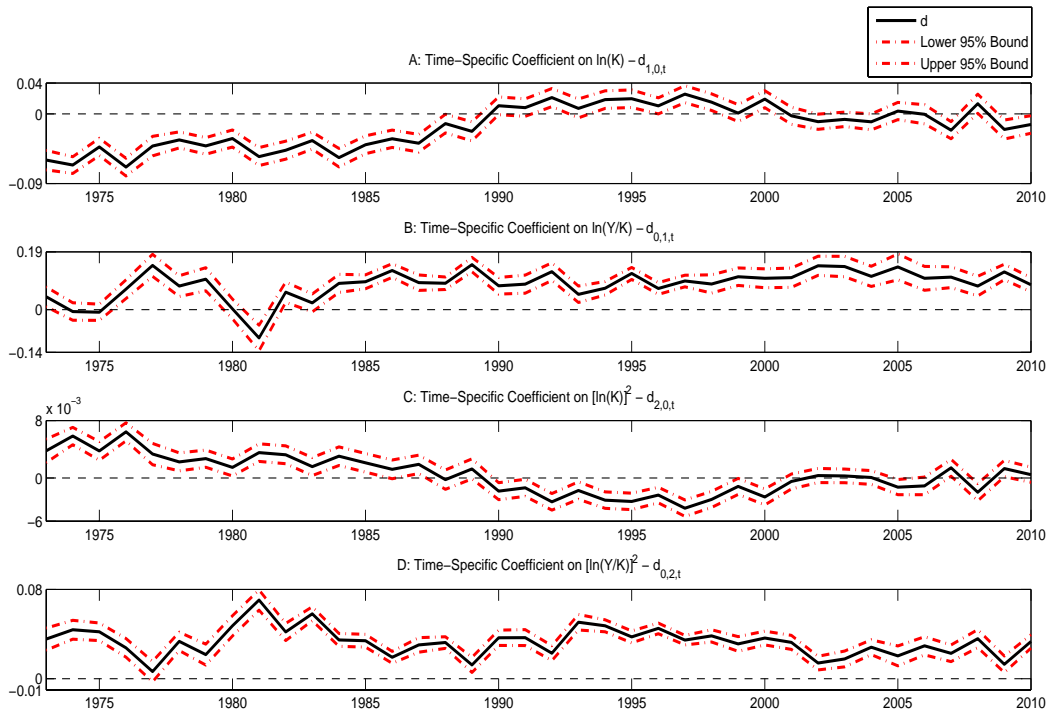 d
Lower 95% Bound
Upper 95% Bound
A: Time−Specific Coefficient on ln(K) − d1,0,t
0.04
0
−0.09
1975 1980 1985 1990 1995 2000 2005 2010
B: Time−Specific Coefficient on ln(Y/K) − d0,1,t
0.19
0
−0.14
1975 1980 1985 1990 1995 2000 2005 2010
C: Time−Specific Coefficient on [ln(K)]2 − d2,0,t
x 10−3
8
0
−6
1975 1980 1985 1990 1995 2000 2005 2010
D: Time−Specific Coefficient on [ln(Y/K)]2 − d0,2,t
0.08
0
−0.01
1975 1980 1985 1990 1995 2000 2005 2010